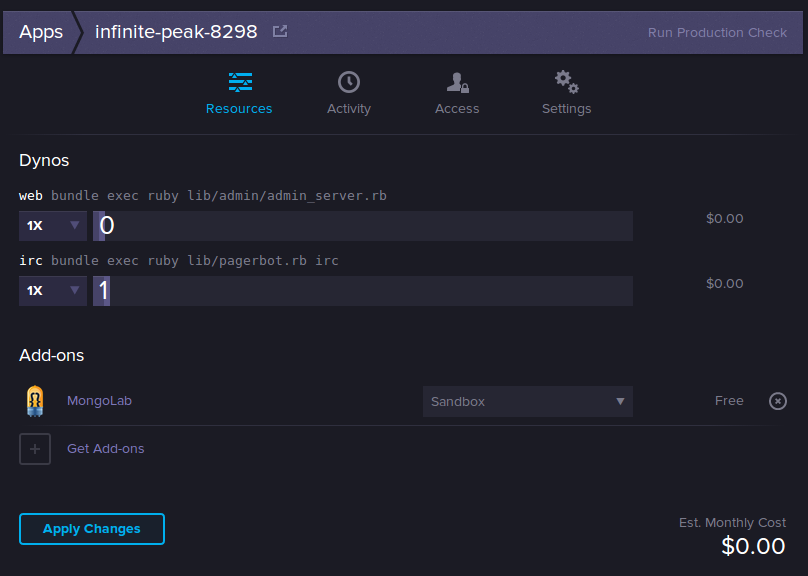 Apps infinite-peak-8298 Run Production Check
Resources Activity Access Settings
Dynos
web bundle exec ruby lib/admin/admin_server.rb
1X 0 $0.00
irc bundle exec ruby lib/pagerbot.rb irc
1X 1 $0.00
Add-ons
MongoLab Sandbox Free
Get Add-ons
Apply Changes Est. Monthly Cost
$0.00